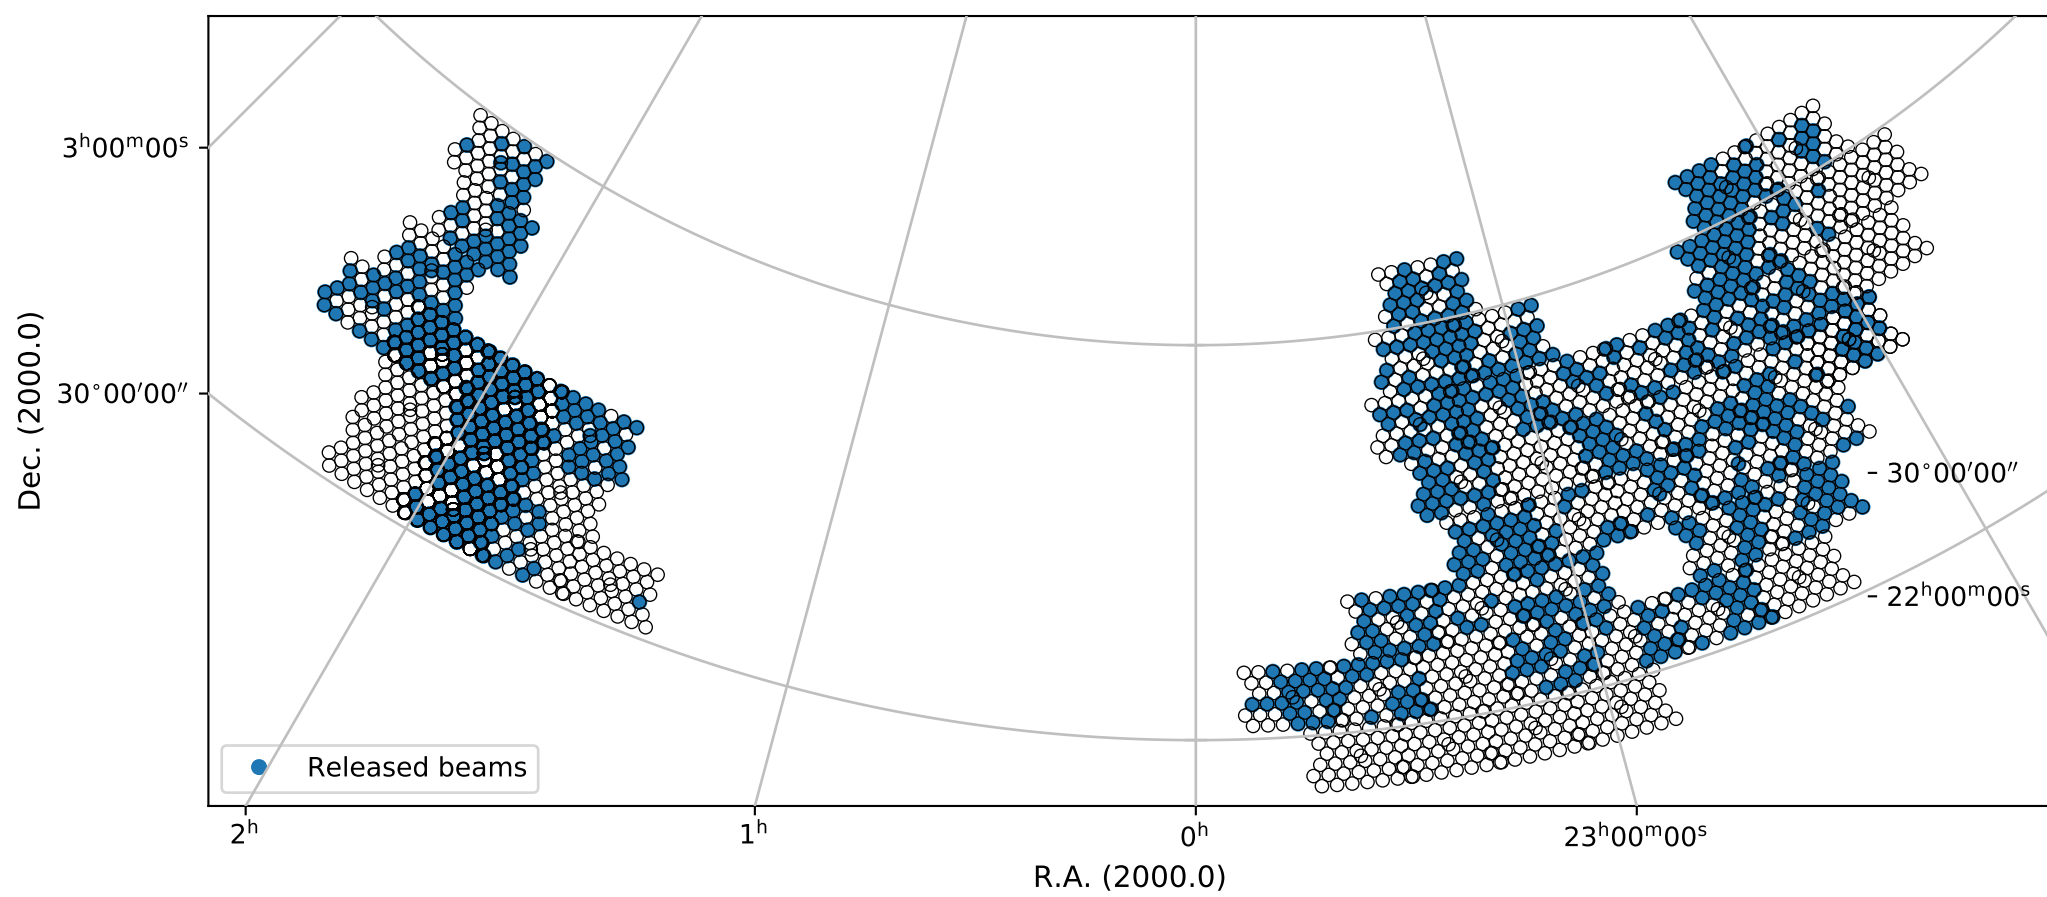 3ʰ00ᵐ00ˢ
30°00′00″
Dec. (2000.0)
30°00′00″
22ʰ00ᵐ00ˢ
Released beams
2ʰ
1ʰ
0ʰ
23ʰ00ᵐ00ˢ
R.A. (2000.0)